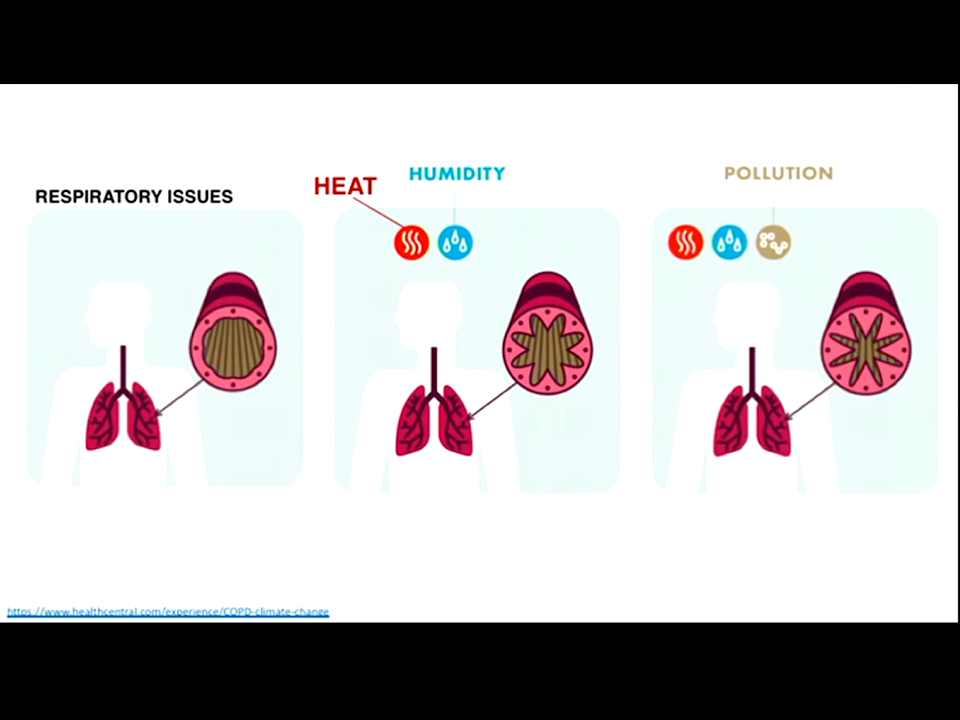 RESPIRATORY ISSUES
HEAT
HUMIDITY
POLLUTION
https://www.healthcentral.com/experience/COPD-climate-change